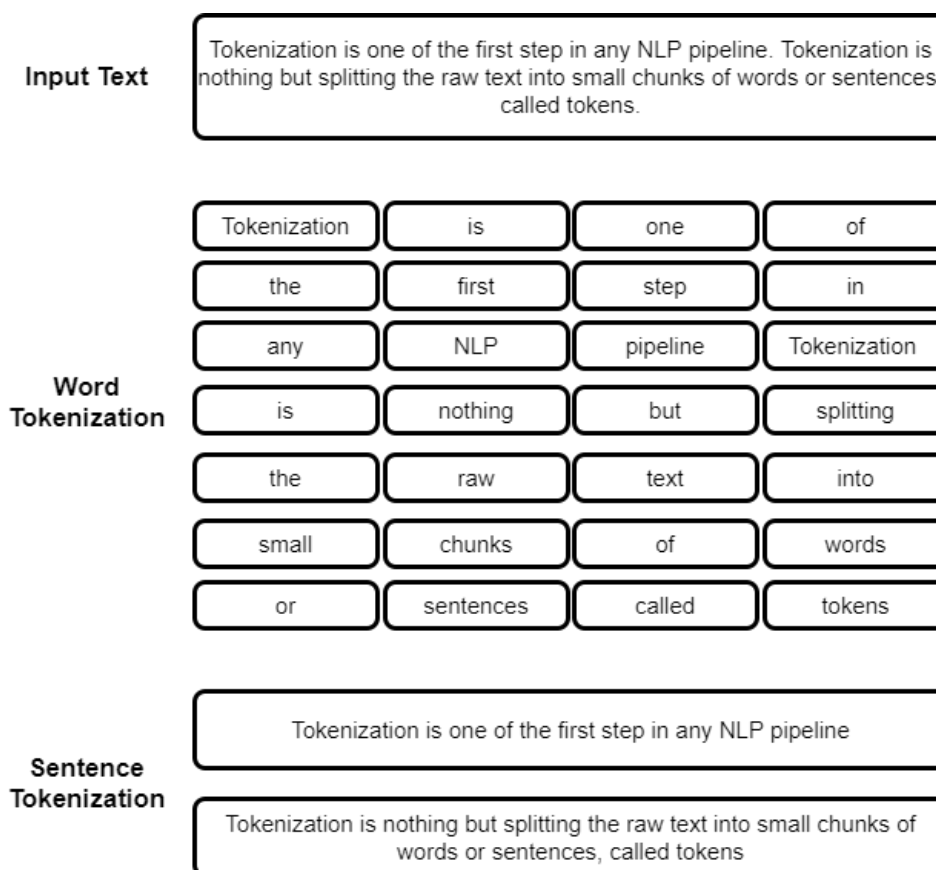 Input Text
Tokenization is one of the first step in any NLP pipeline. Tokenization is
nothing but splitting the raw text into small chunks of words or sentences
called tokens.
Word
Tokenization
Tokenization is one of
the first step in
any NLP pipeline Tokenization
is nothing but splitting
the raw text into
small chunks of words
or sentences called tokens
Sentence
Tokenization
Tokenization is one of the first step in any NLP pipeline
Tokenization is nothing but splitting the raw text into small chunks of
words or sentences, called tokens